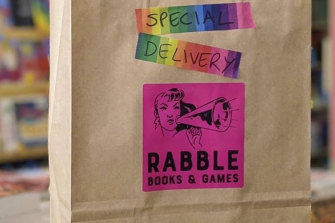 SPECIAL
DELIVERY
RABBLE
BOOKS & GAMES